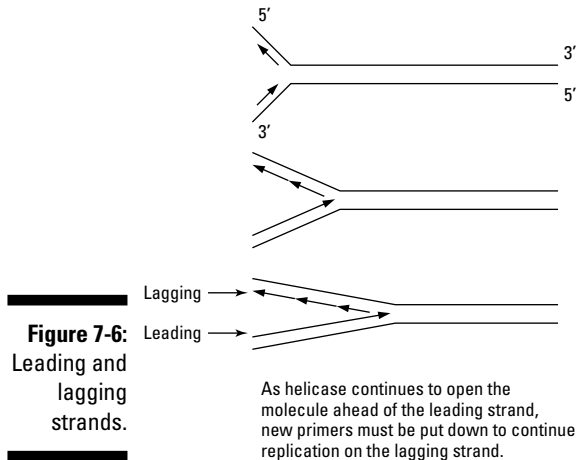 5′
3′
5′
3′
Lagging
Leading
Figure 7-6:
Leading and
lagging
strands.
As helicase continues to open the
molecule ahead of the leading strand,
new primers must be put down to continue
replication on the lagging strand.